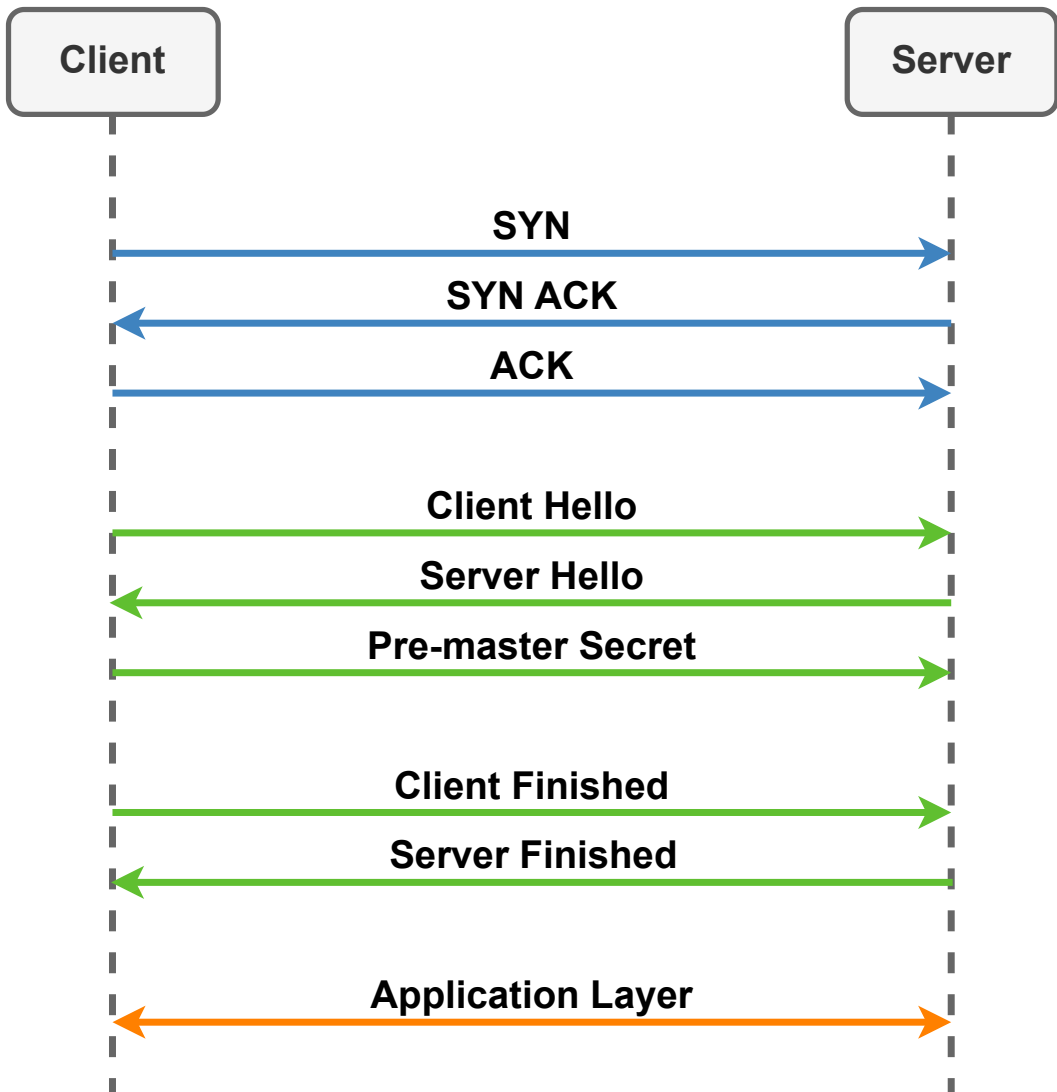 Client
Server
SYN
SYN ACK
ACK
Client Hello
Server Hello
Pre-master Secret
Client Finished
Server Finished
Application Layer